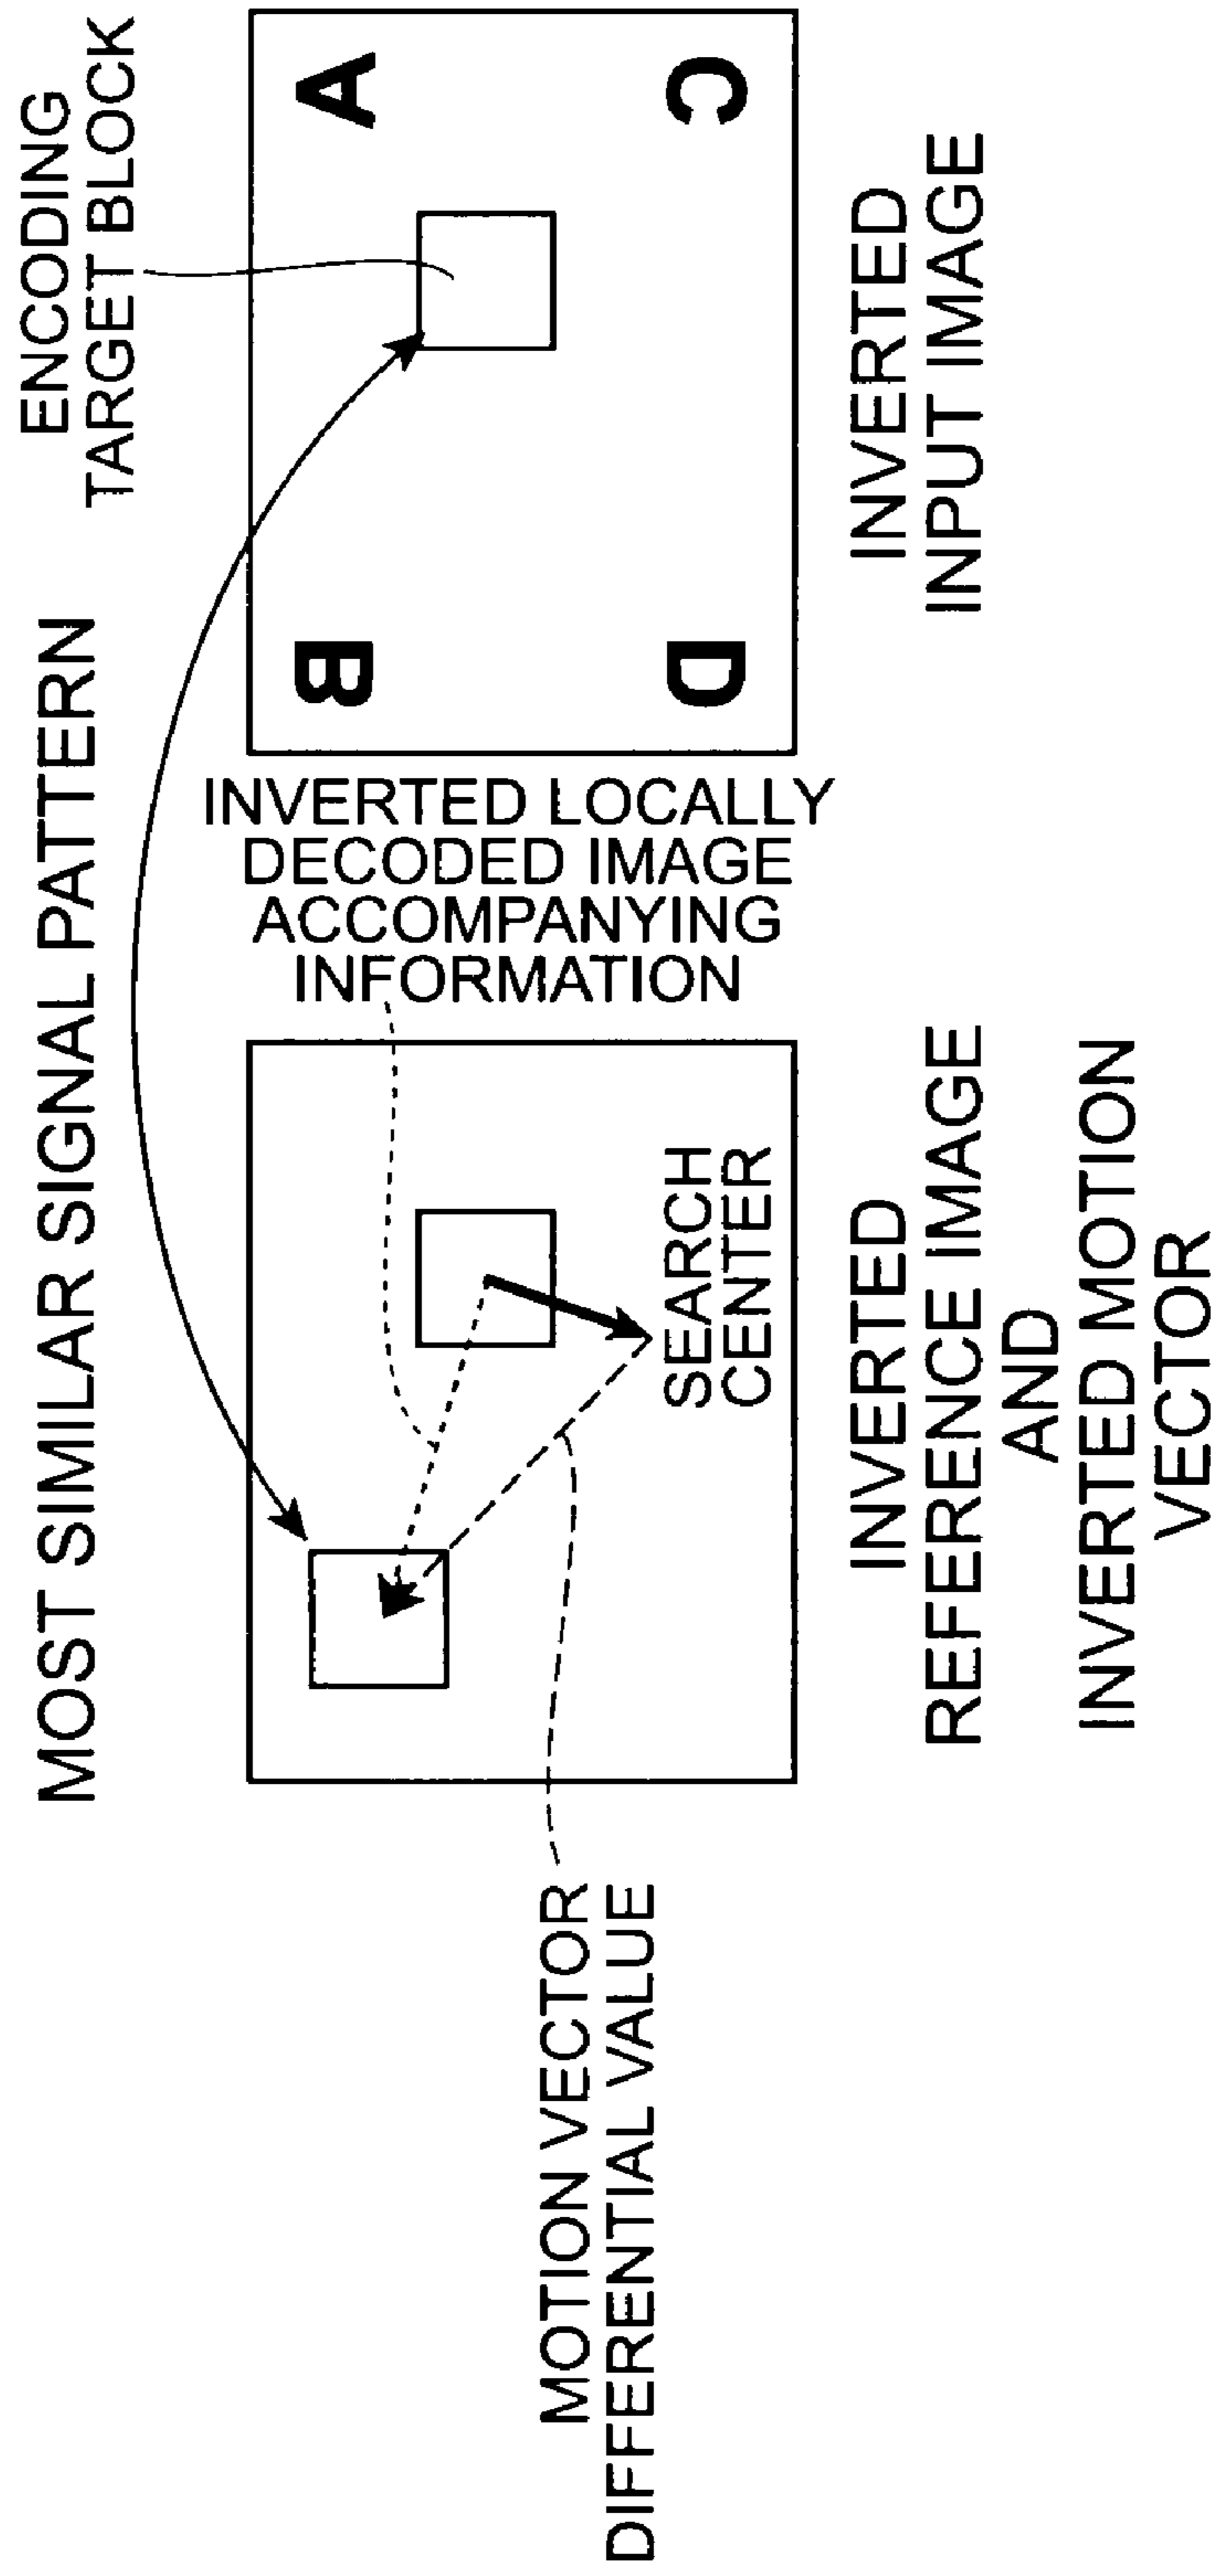 MOST SIMILAR SIGNAL PATTERN
ENCODING
TARGET BLOCK
INVERTED LOCALLY
DECODED IMAGE
ACCOMPANYING
INFORMATION
B
A
D
C
SEARCH
CENTER
MOTION VECTOR
DIFFERENTIAL VALUE
INVERTED
REFERENCE IMAGE
AND
INVERTED MOTION
VECTOR
INVERTED
INPUT IMAGE